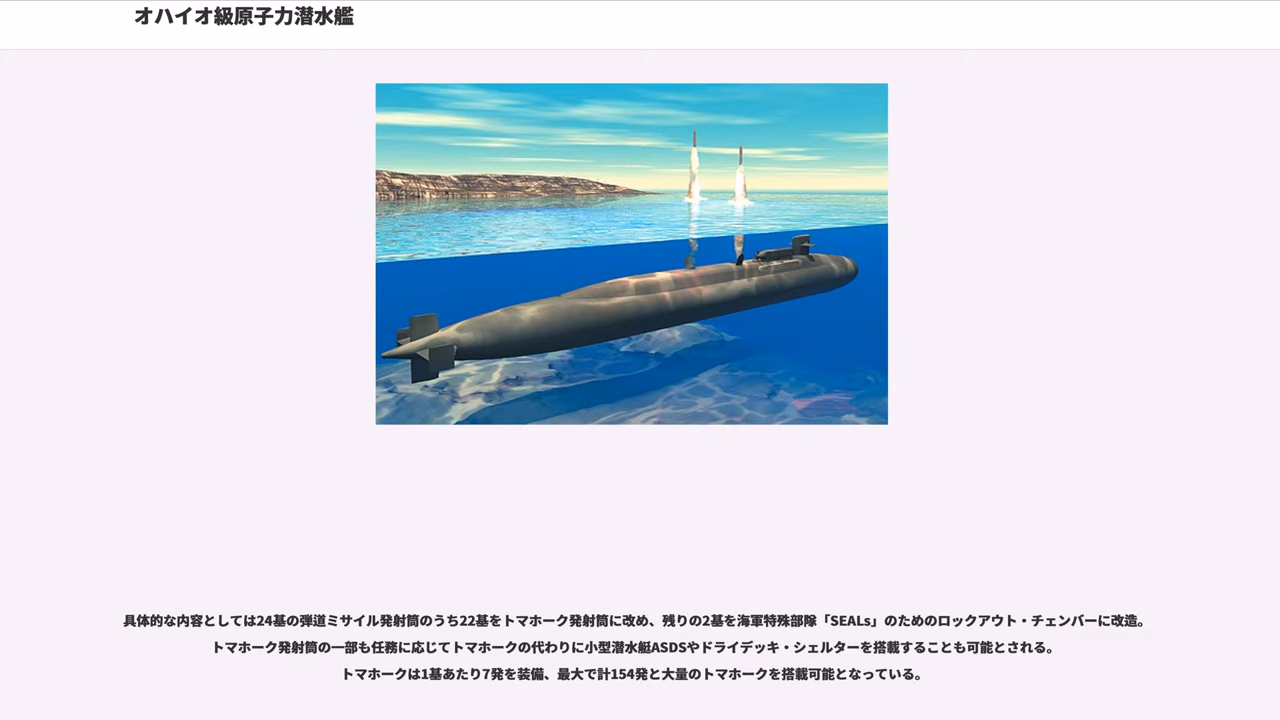 オハイオ級原子力潜水艦
具体的な内容としては24基の弾道ミサイル発射筒のうち22基をトマホーク発射筒に改め、残りの2基を海軍特殊部隊「SEALs」のためのロックアウト・チェンバーに改造。
トマホーク発射筒の一部も任務に応じてトマホークの代わりに小型潜水艇ASDSやドライデッキ・シェルターを搭載することも可能とされる。
トマホークは1基あたり7発を装備、最大で計154発と大量のトマホークを搭載可能となっている。